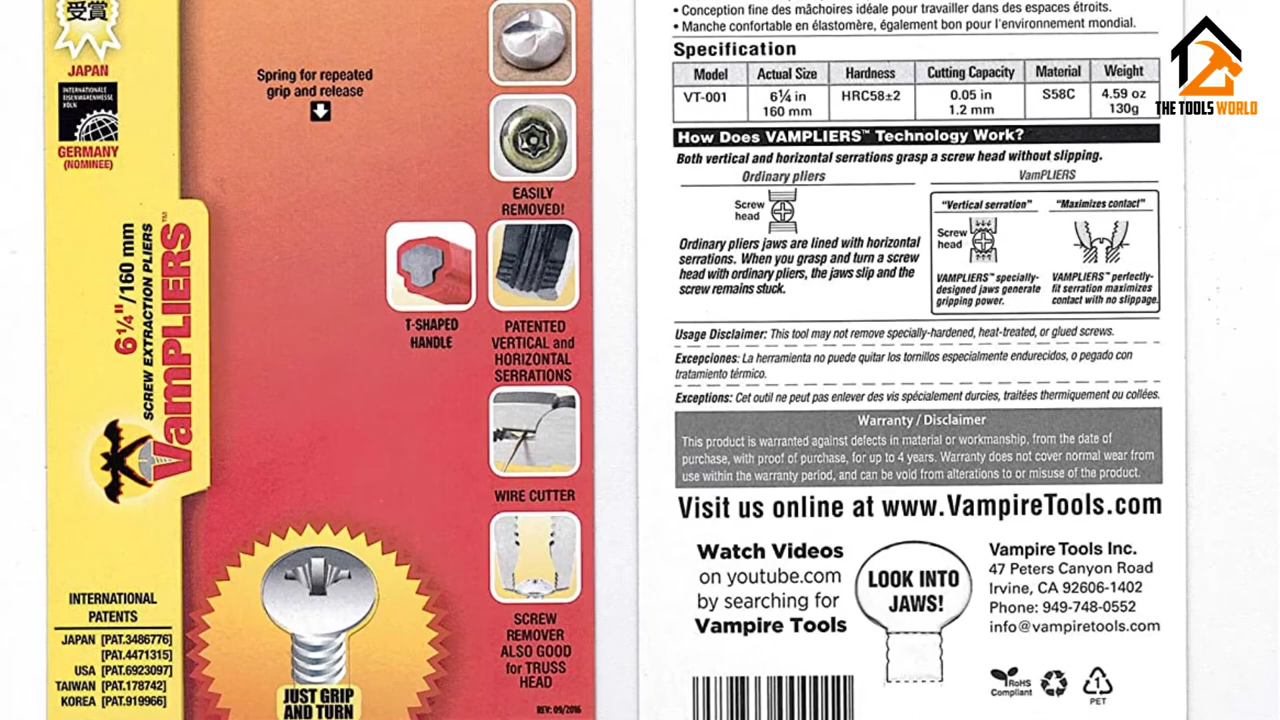 受賞
JAPAN
INTERNATIONALE
EISENWARENMESSE
KÖLN
GERMANY
(NOMINEE)
6¼"/160 mm
SCREW EXTRACTION PLIERS
VAMPLIERS™
INTERNATIONAL
PATENTS
JAPAN [PAT.3486776]
[PAT.4471315]
USA [PAT.6923097]
TAIWAN [PAT.178742]
KOREA [PAT.919966]
Spring for repeated
grip and release
EASILY
REMOVED!
T-SHAPED
HANDLE
PATENTED
VERTICAL and
HORIZONTAL
SERRATIONS
WIRE CUTTER
SCREW
REMOVER
ALSO GOOD
for TRUSS
HEAD
JUST GRIP
AND TURN
REV: 09/2016
• Conception fine des mâchoires idéale pour travailler dans des espaces étroits.
• Manche confortable en élastomère, également bon pour l'environnement mondial.
Specification
Model Actual Size Hardness Cutting Capacity Material Weight
VT-001 6¼ in HRC58±2 0.05 in S58C 4.59 oz
160 mm 1.2 mm 130g
How Does VAMPLIERS™ Technology Work?
Both vertical and horizontal serrations grasp a screw head without slipping.
Ordinary pliers
Screw
head
Ordinary pliers jaws are lined with horizontal
serrations. When you grasp and turn a screw
head with ordinary pliers, the jaws slip and the
screw remains stuck.
VamPLIERS
"Vertical serration"
Screw
head
VAMPLIERS™ specially-
designed jaws generate
gripping power.
"Maximizes contact"
VAMPLIERS™ perfectly-
fit serration maximizes
contact with no slippage.
Usage Disclaimer: This tool may not remove specially-hardened, heat-treated, or glued screws.
Excepciones: La herramienta no puede quitar los tornillos especialmente endurecidos, o pegado con
tratamiento térmico.
Exceptions: Cet outil ne peut pas enlever des vis spécialement durcies, traitées thermiquement ou collées.
Warranty / Disclaimer
This product is warranted against defects in material or workmanship, from the date of
purchase, with proof of purchase, for up to 4 years. Warranty does not cover normal wear from
use within the warranty period, and can be void from alterations to or misuse of the product.
Visit us online at www.VampireTools.com
Watch Videos
on youtube.com
by searching for
Vampire Tools
LOOK INTO
JAWS!
Vampire Tools Inc.
47 Peters Canyon Road
Irvine, CA 92606-1402
Phone: 949-748-0552
info@vampiretools.com
RoHS
Compliant
PET
THE TOOLS WORLD